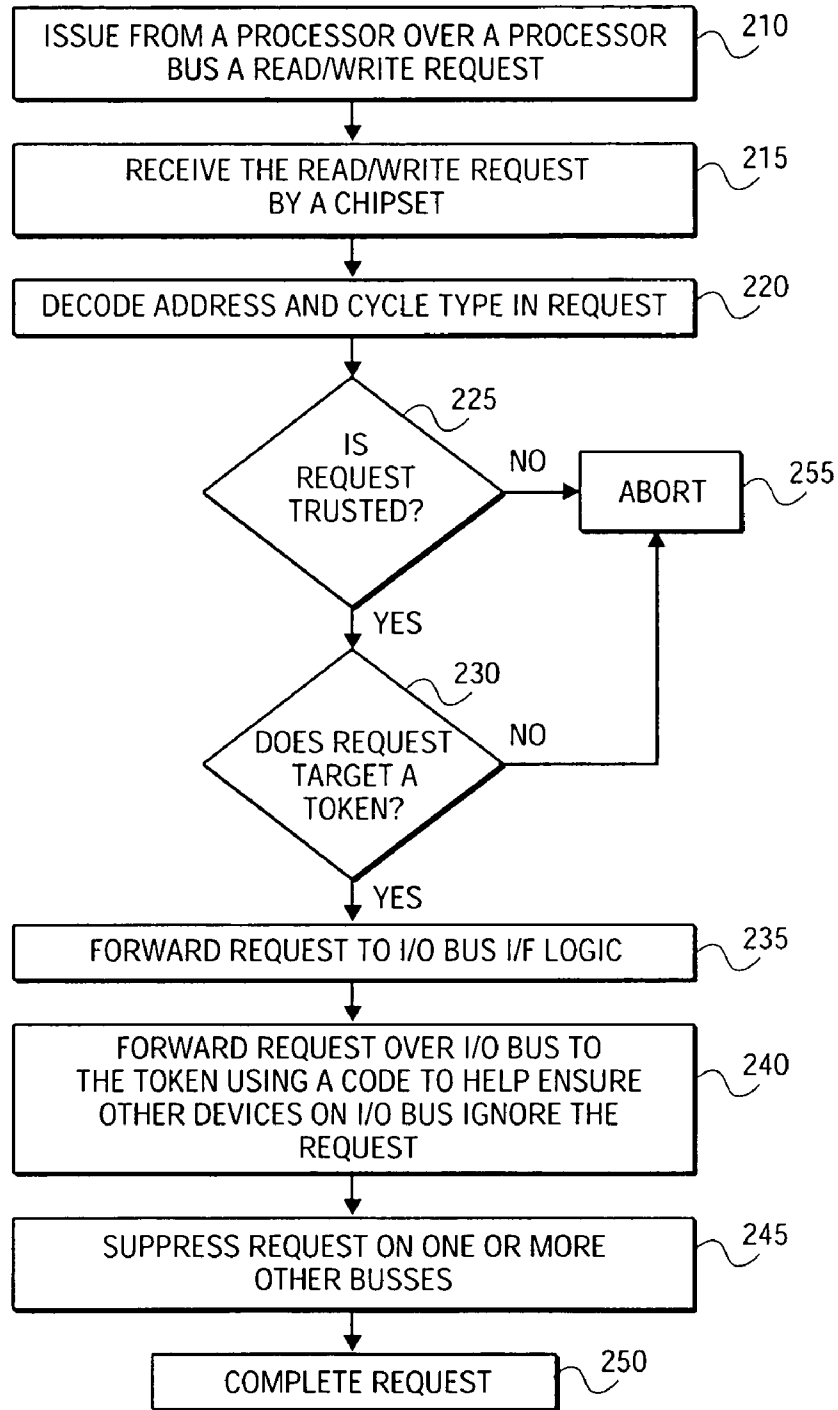 ISSUE FROM A PROCESSOR OVER A PROCESSOR
BUS A READ/WRITE REQUEST
210
RECEIVE THE READ/WRITE REQUEST
BY A CHIPSET
215
DECODE ADDRESS AND CYCLE TYPE IN REQUEST
220
225
IS
REQUEST
TRUSTED?
NO
ABORT
255
YES
230
DOES REQUEST
TARGET A
TOKEN?
NO
YES
FORWARD REQUEST TO I/O BUS I/F LOGIC
235
FORWARD REQUEST OVER I/O BUS TO
THE TOKEN USING A CODE TO HELP ENSURE
OTHER DEVICES ON I/O BUS IGNORE THE
REQUEST
240
SUPPRESS REQUEST ON ONE OR MORE
OTHER BUSSES
245
COMPLETE REQUEST
250